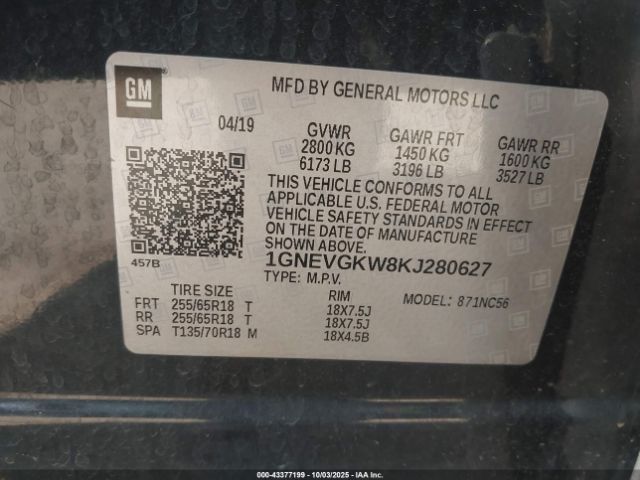 GM
MFD BY GENERAL MOTORS LLC
04/19
GVWR GAWR FRT GAWR RR
2800 KG 1450 KG 1600 KG
6173 LB 3196 LB 3527 LB
THIS VEHICLE CONFORMS TO ALL
APPLICABLE U.S. FEDERAL MOTOR
VEHICLE SAFETY STANDARDS IN EFFECT
ON THE DATE OF MANUFACTURE
SHOWN ABOVE.
457B
1GNEVGKW8KJ280627
TYPE: M.P.V.
TIRE SIZE RIM MODEL: 871NC56
FRT 255/65R18 T 18X7.5J
RR 255/65R18 T 18X7.5J
SPA T135/70R18 M 18X4.5B
© - 43377199 - 10/03/2025 - IAAI.COM